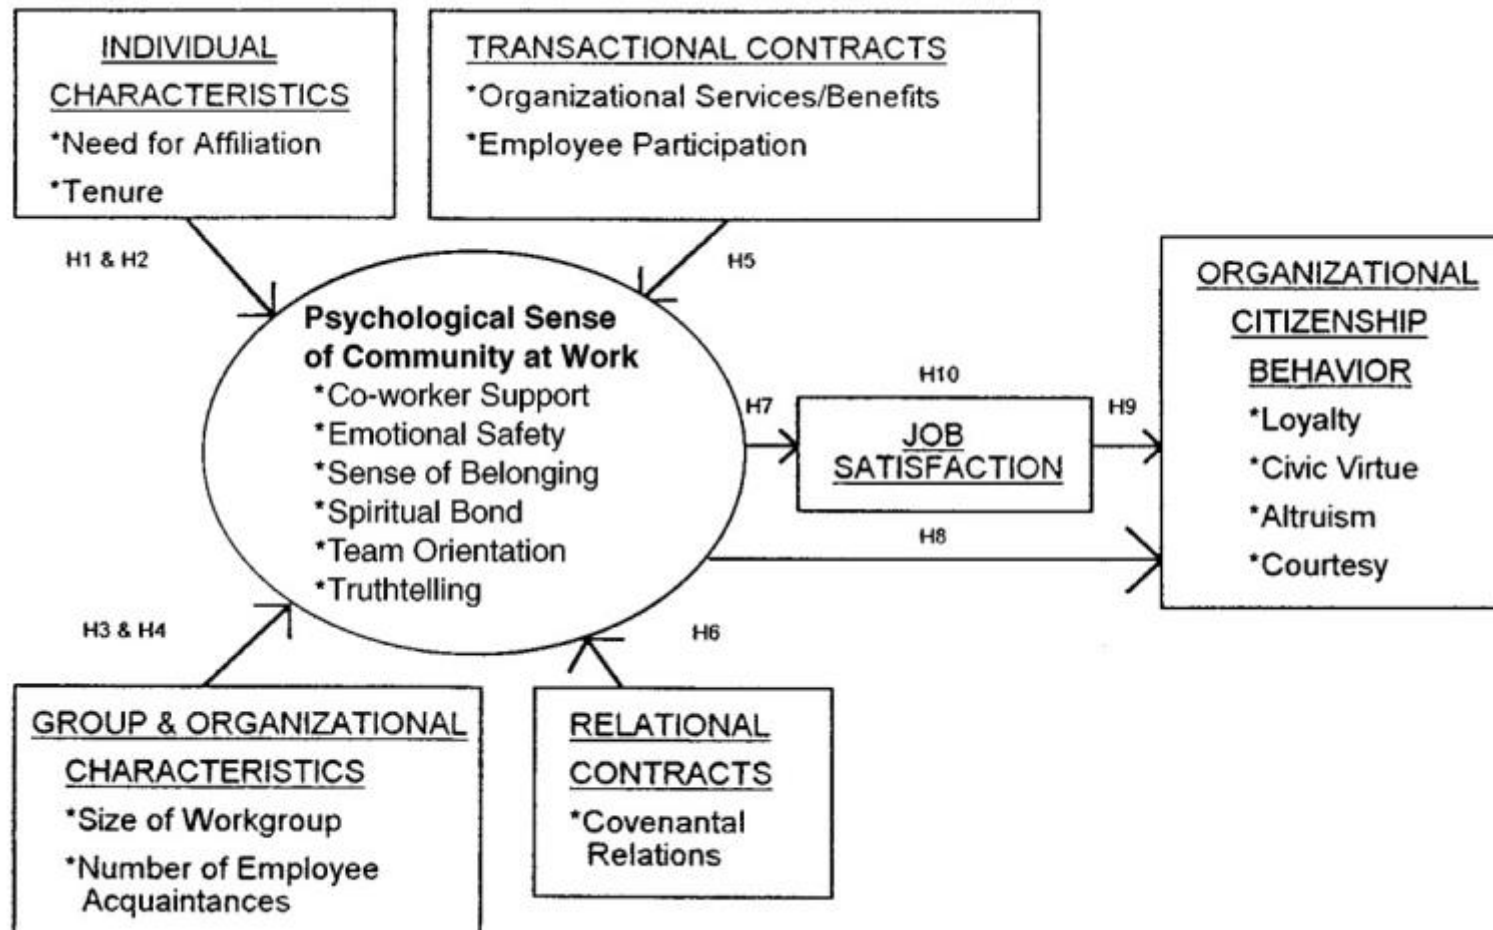 INDIVIDUAL
CHARACTERISTICS
*Need for Affiliation
*Tenure
TRANSACTIONAL CONTRACTS
*Organizational Services/Benefits
*Employee Participation
H1 & H2
H5
Psychological Sense
of Community at Work
*Co-worker Support
*Emotional Safety
*Sense of Belonging
*Spiritual Bond
*Team Orientation
*Truthtelling
H7
H10
JOB
SATISFACTION
H9
H8
ORGANIZATIONAL
CITIZENSHIP
BEHAVIOR
*Loyalty
*Civic Virtue
*Altruism
*Courtesy
H3 & H4
H6
GROUP & ORGANIZATIONAL
CHARACTERISTICS
*Size of Workgroup
*Number of Employee
Acquaintances
RELATIONAL
CONTRACTS
*Covenantal
Relations